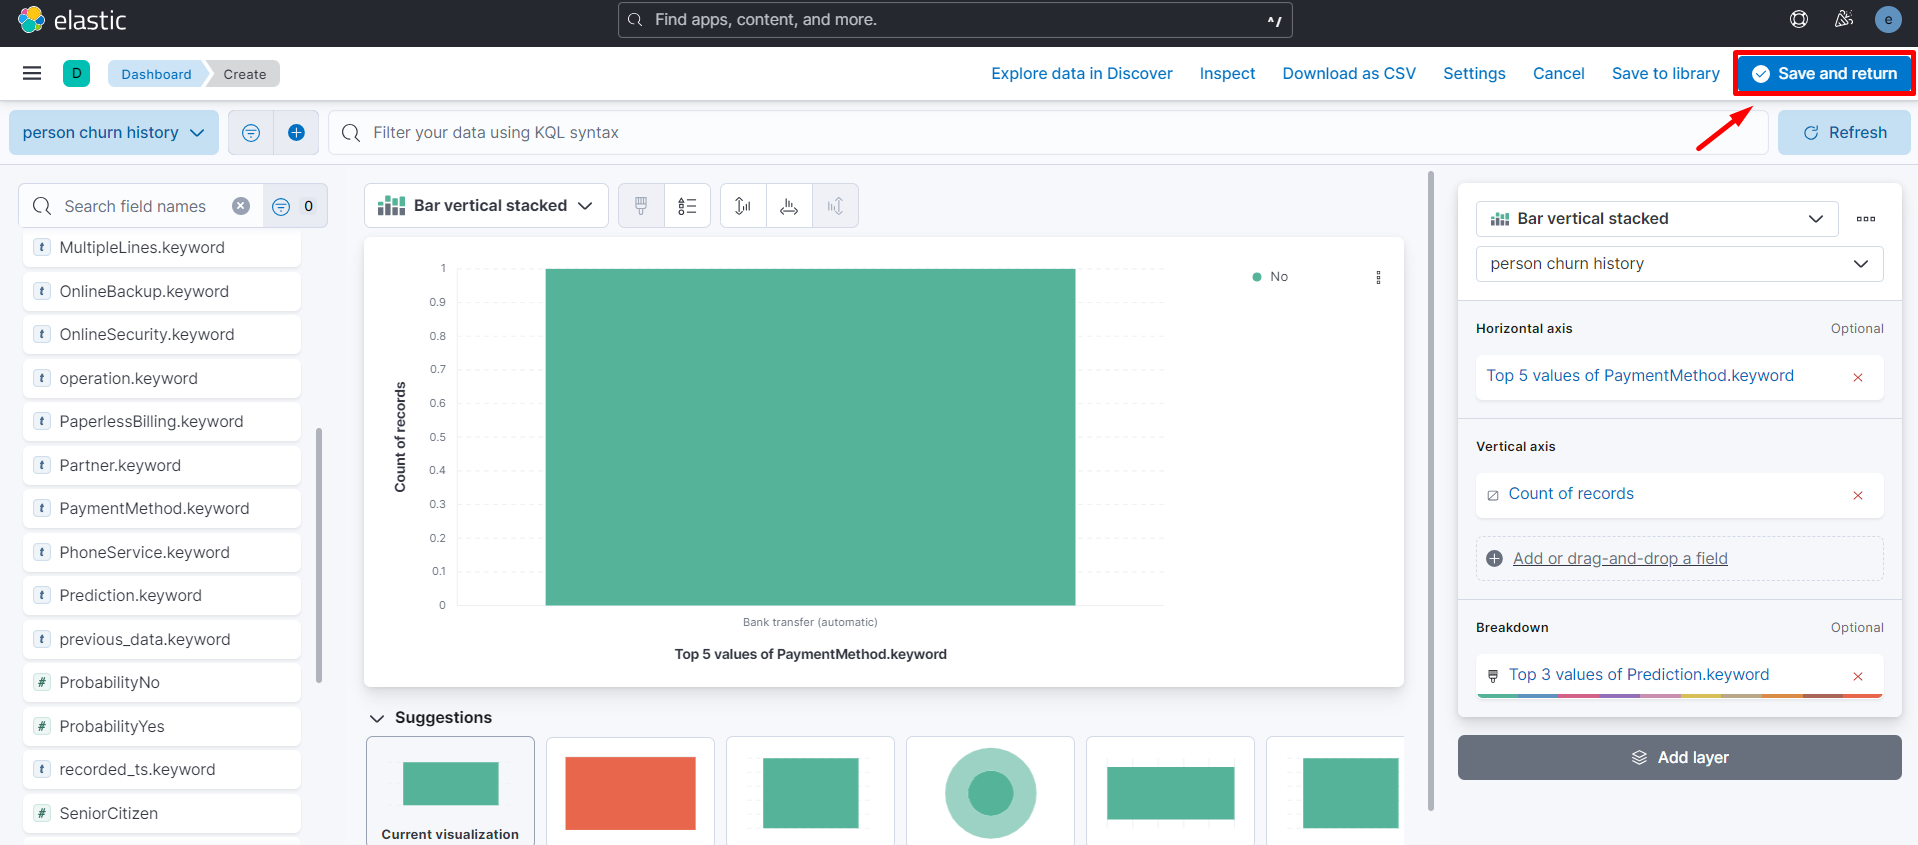 elastic
Find apps, content, and more.
^/
e
D
Dashboard
Create
Explore data in Discover
Inspect
Download as CSV
Settings
Cancel
Save to library
Save and return
person churn history
Filter your data using KQL syntax
Refresh
Search field names
0
t MultipleLines.keyword
t OnlineBackup.keyword
t OnlineSecurity.keyword
t operation.keyword
t PaperlessBilling.keyword
t Partner.keyword
t PaymentMethod.keyword
t PhoneService.keyword
t Prediction.keyword
t previous_data.keyword
# ProbabilityNo
# ProbabilityYes
t recorded_ts.keyword
# SeniorCitizen
Bar vertical stacked
Count of records
1
0.9
0.8
0.7
0.6
0.5
0.4
0.3
0.2
0.1
0
Bank transfer (automatic)
Top 5 values of PaymentMethod.keyword
No
Suggestions
Current visualization
Bar vertical stacked
person churn history
Horizontal axis
Optional
Top 5 values of PaymentMethod.keyword
Vertical axis
Count of records
Add or drag-and-drop a field
Breakdown
Optional
Top 3 values of Prediction.keyword
Add layer